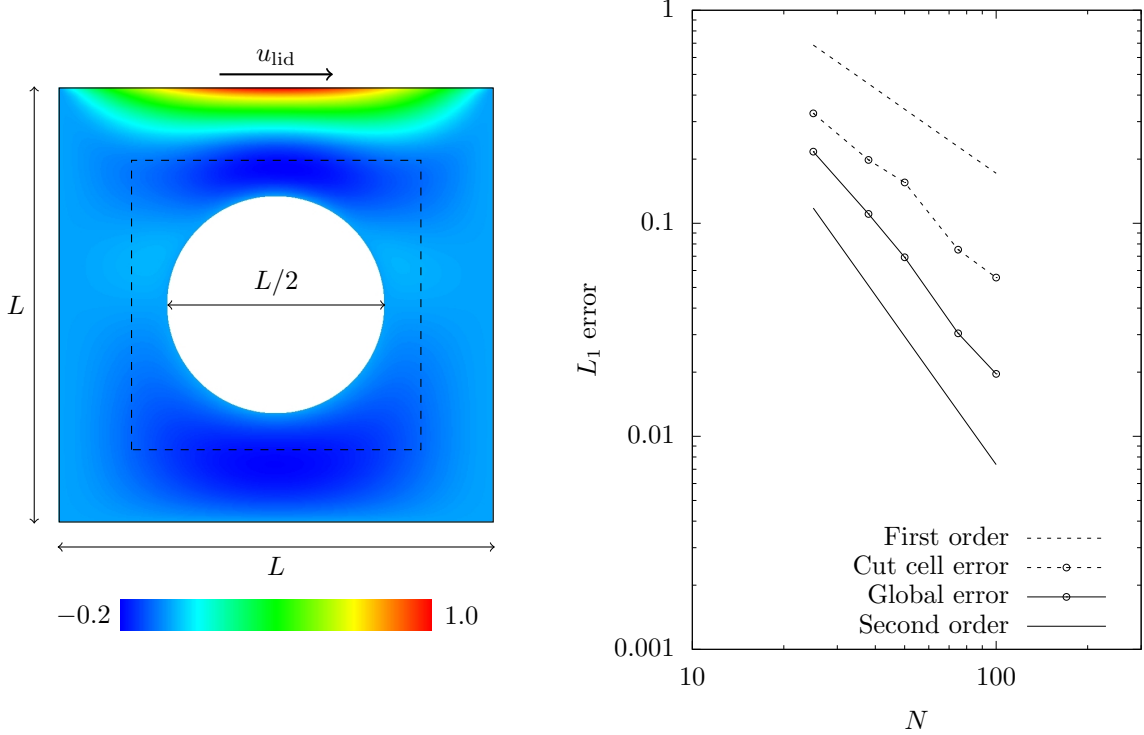 u_lid
L/2
L
L
−0.2
1.0
1
0.1
0.01
0.001
L_1 error
10
100
N
First order
Cut cell error
Global error
Second order